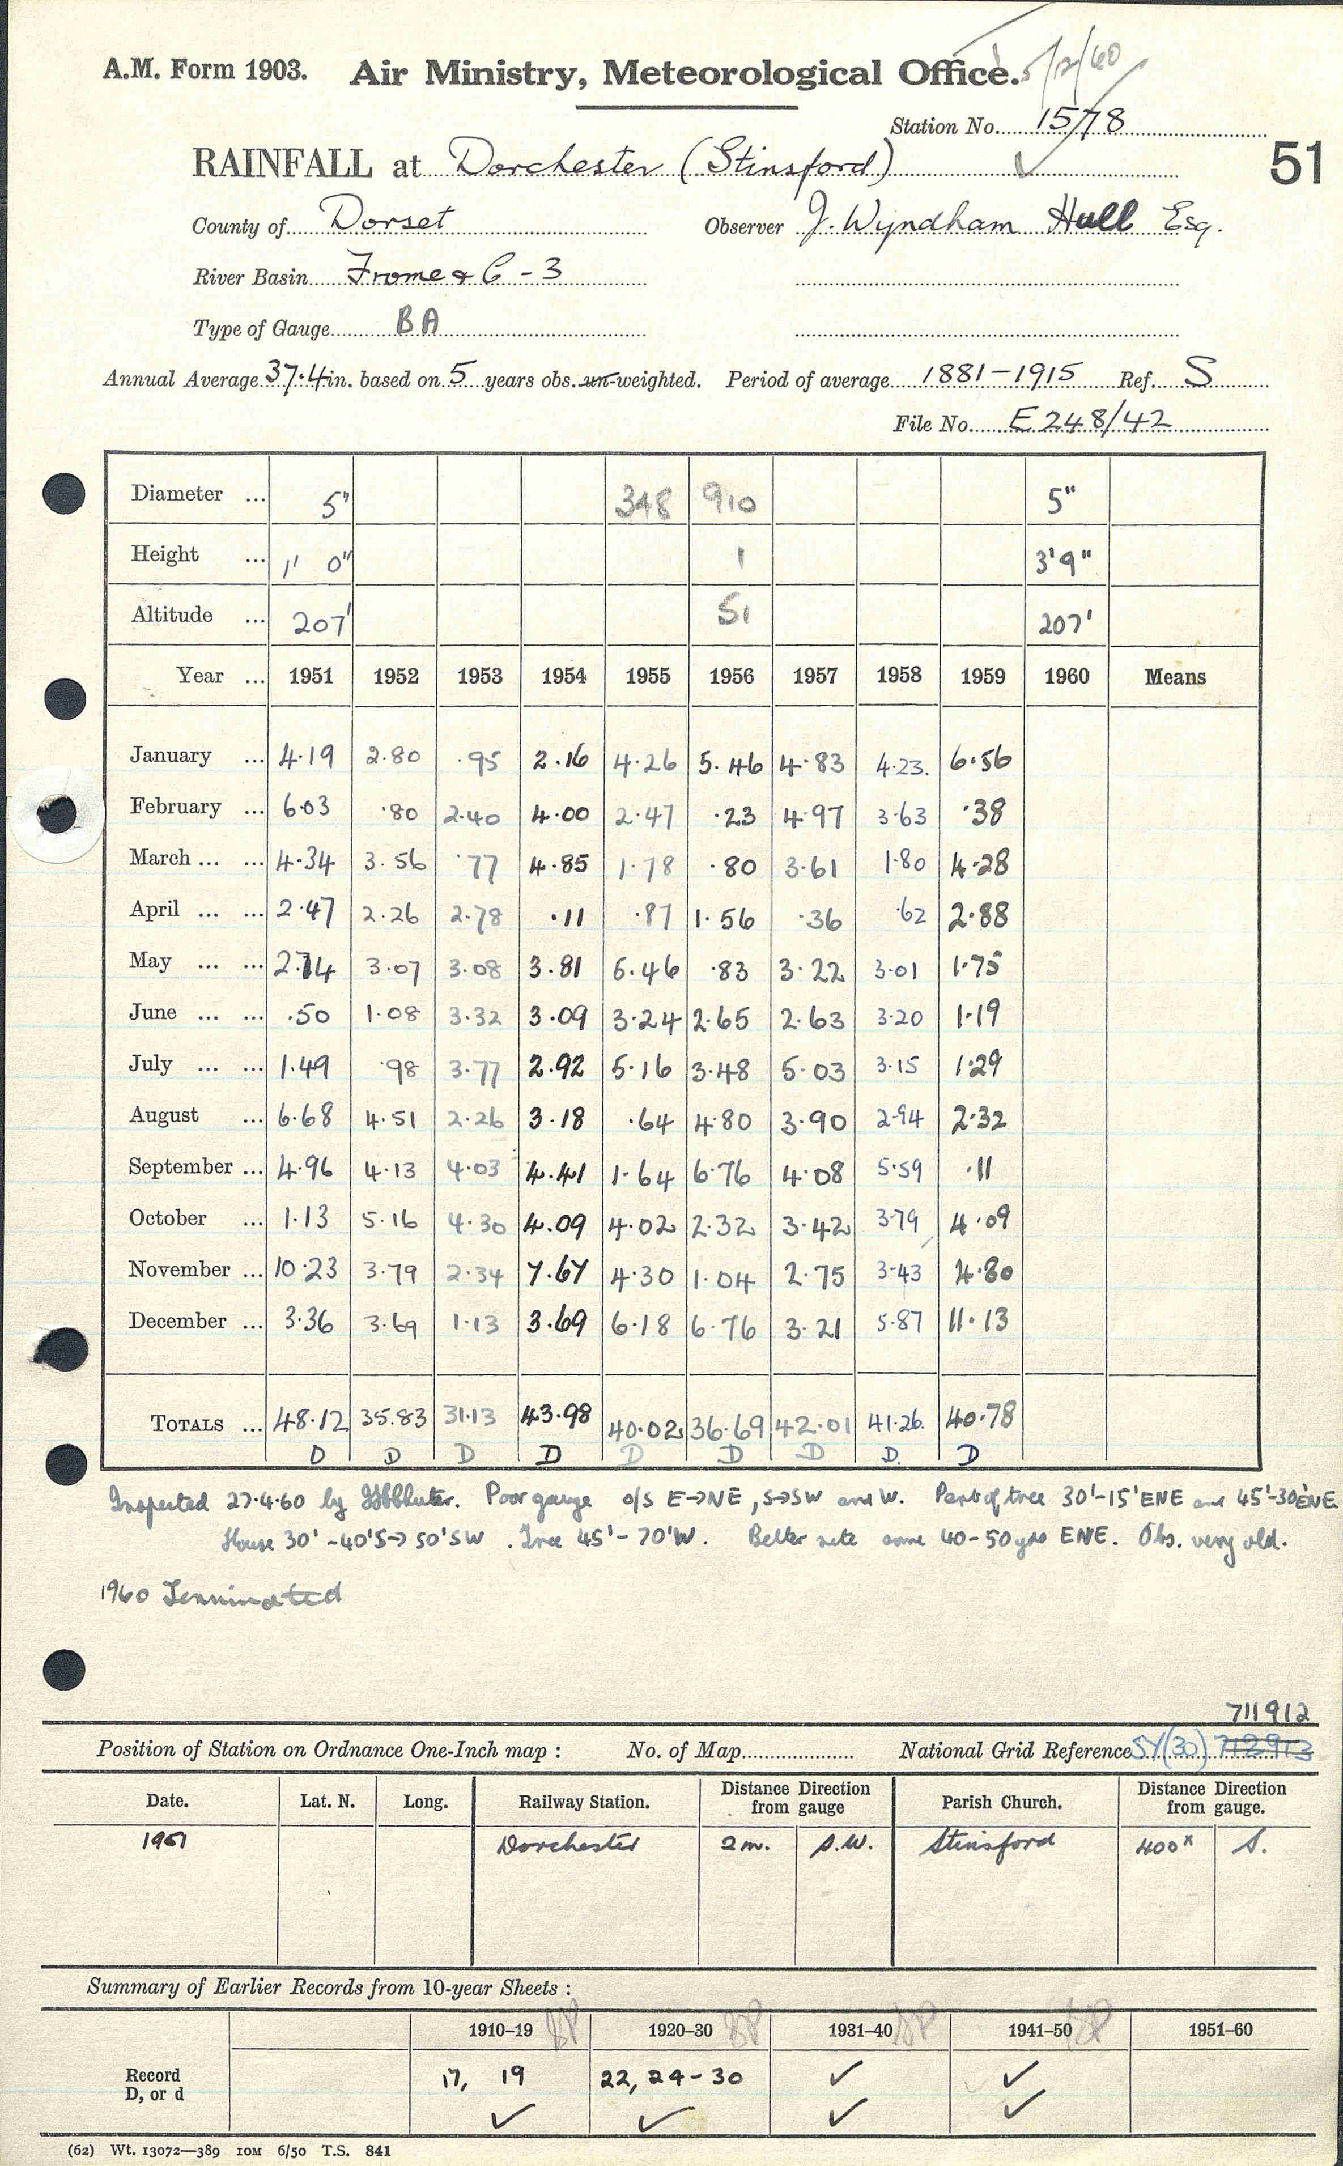 A.M. Form 1903. Air Ministry, Meteorological Office. 5/2/60
Station No. 1578
51
RAINFALL at Dorchester (Stinsford)
County of Dorset Observer J. Wyndham Hull Esq.
River Basin Frome & C - 3
Type of Gauge BA
Annual Average 37.4 in. based on 5 years obs. un-weighted. Period of average 1881-1915 Ref. S
File No. E 248/42
Diameter ... 5" 348 910 5"
Height ... 1' 0" 1 3'9"
Altitude ... 207' 51 207'
Year ... 1951 1952 1953 1954 1955 1956 1957 1958 1959 1960 Means
January ... 4.19 2.80 .95 2.16 4.26 5.46 4.83 4.23. 6.56
February ... 6.03 .80 2.40 4.00 2.47 .23 4.97 3.63 .38
March ... ... 4.34 3.56 .77 4.85 1.78 .80 3.61 1.80 4.28
April ... ... 2.47 2.26 2.78 .11 .87 1.56 .36 .62 2.88
May ... ... 2.74 3.07 3.08 3.81 5.46 .83 3.22 3.01 1.75
June ... ... .50 1.08 3.32 3.09 3.24 2.65 2.63 3.20 1.19
July ... ... 1.49 .98 3.77 2.92 5.16 3.48 5.03 3.15 1.29
August ... 6.68 4.51 2.26 3.18 .64 4.80 3.90 2.94 2.32
September ... 4.96 4.13 4.03 4.41 1.64 6.76 4.08 5.59 .11
October ... 1.13 5.16 4.30 4.09 4.02 2.32 3.42 3.79 4.09
November ... 10.23 3.79 2.34 7.67 4.30 1.04 2.75 3.43 4.80
December ... 3.36 3.69 1.13 3.69 6.18 6.76 3.21 5.87 11.13
TOTALS ... 48.12 35.83 31.13 43.98 40.02 36.69 42.01 41.26. 40.78
D D D D D D D D. D
Inspected 27.4.60 by Poor gauge o/s E→NE, S→SW and W. Part of tree 30'-15' ENE and 45'-30' ENE
House 30'-40'S→50'SW. Tree 45'-70'W. Better site some 40-50 yds ENE. Obs. very old.
1960 Terminated
711912
Position of Station on Ordnance One-Inch map : No. of Map National Grid Reference SY(30) 712913
Date. Lat. N. Long. Railway Station. Distance Direction from gauge Parish Church. Distance Direction from gauge.
1951 Dorchester 2m. S.W. Stinsford 400x S.
Summary of Earlier Records from 10-year Sheets :
1910–19 1920–30 1931–40 1941–50 1951–60
Record D, or d 17, 19 22, 24-30 ✓ ✓
✓ ✓ ✓ ✓
(62) Wt. 13072—389 IOM 6/50 T.S. 841